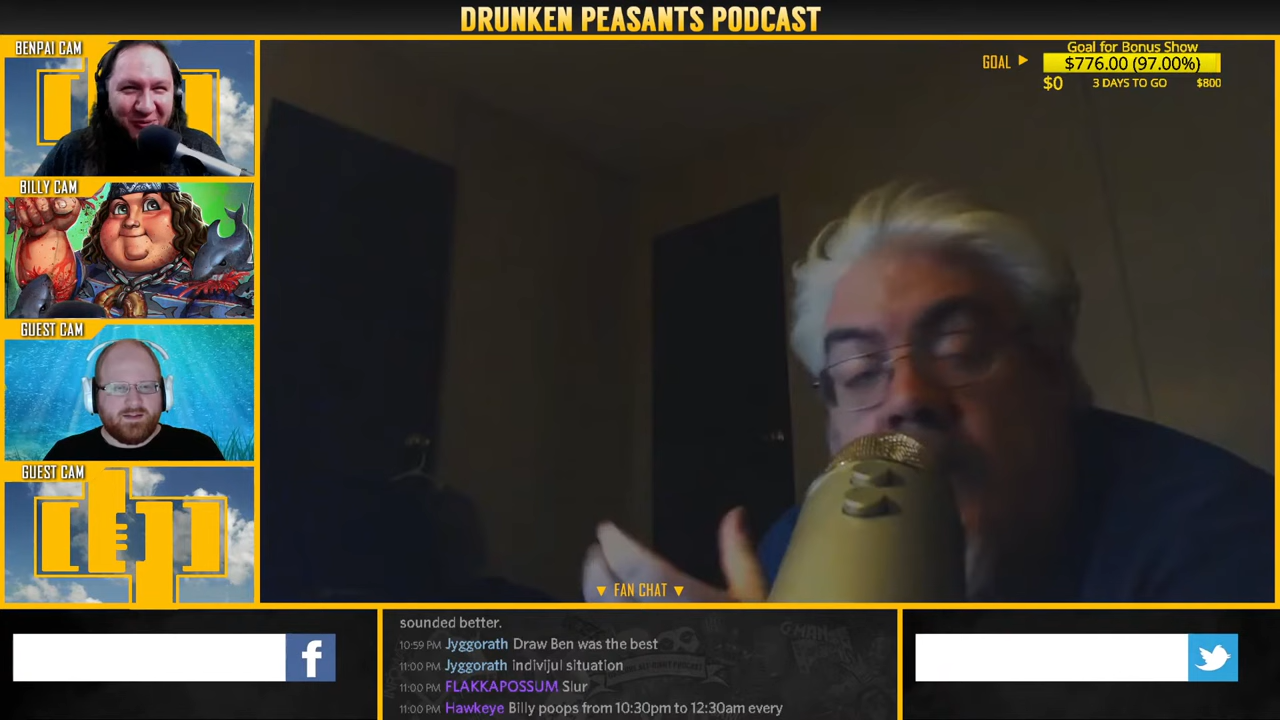 DRUNKEN PEASANTS PODCAST
BENPAI CAM
BILLY CAM
GUEST CAM
GUEST CAM
GOAL ▶
Goal for Bonus Show
$776.00 (97.00%)
$0 3 DAYS TO GO $800
▼ FAN CHAT ▼
sounded better.
10:59 PM Jyggorath Draw Ben was the best
11:00 PM Jyggorath indivijul situation
11:00 PM FLAKKAPOSSUM Slur
11:00 PM Hawkeye Billy poops from 10:30pm to 12:30am every